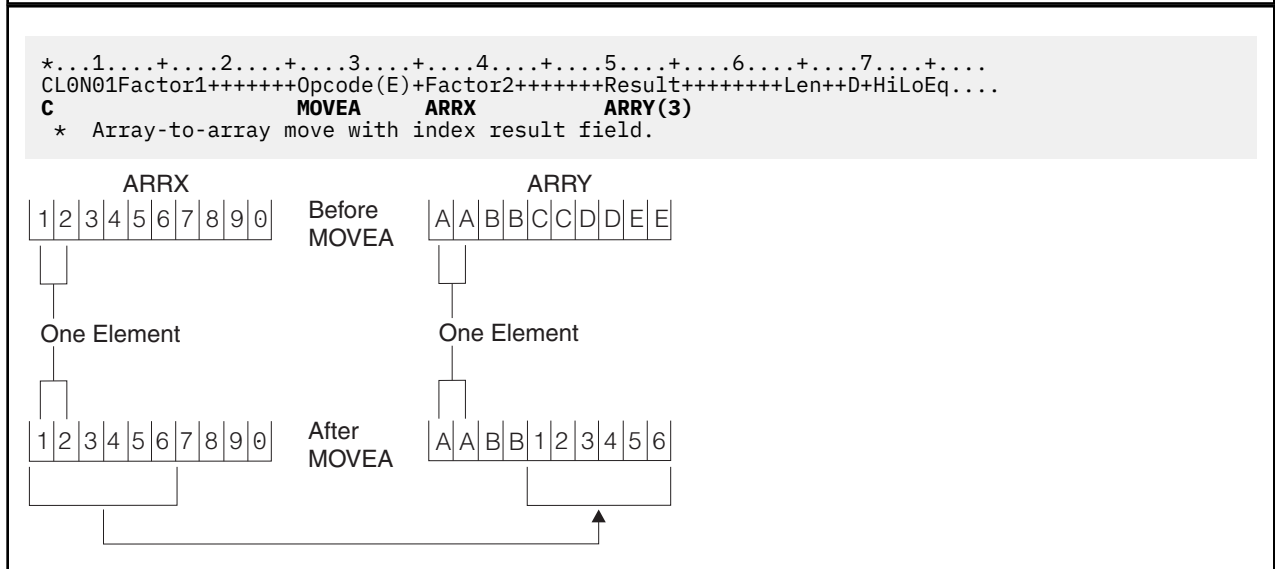 *...1....+....2....+....3....+....4....+....5....+....6....+....7...+....
CL0N01Factor1+++++++Opcode(E)+Factor2+++++++Result++++++++Len++D+HiLoEq....
C                   MOVEA     ARRX          ARRY(3)
 *  Array-to-array move with index result field.
ARRX ARRY
1 2 3 4 5 6 7 8 9 0 Before MOVEA A A B B C C D D E E
One Element One Element
1 2 3 4 5 6 7 8 9 0 After MOVEA A A B B 1 2 3 4 5 6